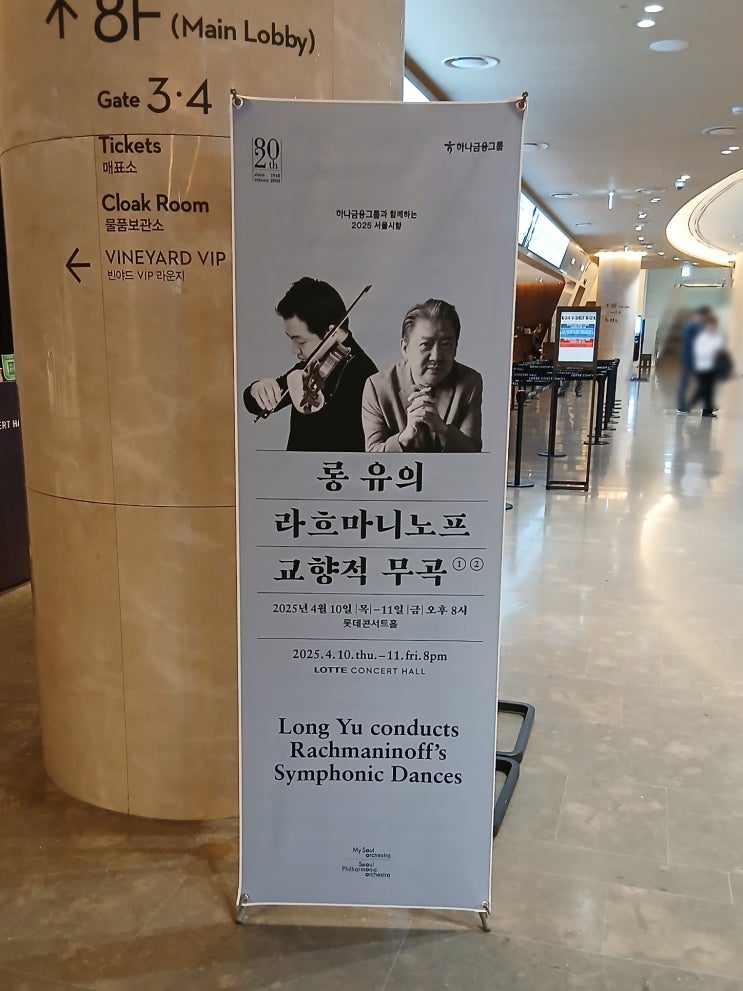 ↑ 8F (Main Lobby)
Gate 3·4
Tickets
매표소
Cloak Room
물품보관소
← VINEYARD VIP
빈야드 VIP 라운지
80th
하나금융그룹
하나금융그룹과 함께하는
2025 서울시향
롱 유의
라흐마니노프
교향적 무곡①②
2025년 4월 10일|목|–11일|금|오후 8시
롯데콘서트홀
2025.4.10.thu.–11.fri. 8pm
LOTTE CONCERT HALL
Long Yu conducts
Rachmaninoff's
Symphonic Dances
My Seoul
orchestra
Seoul
Philharmonic
orchestra